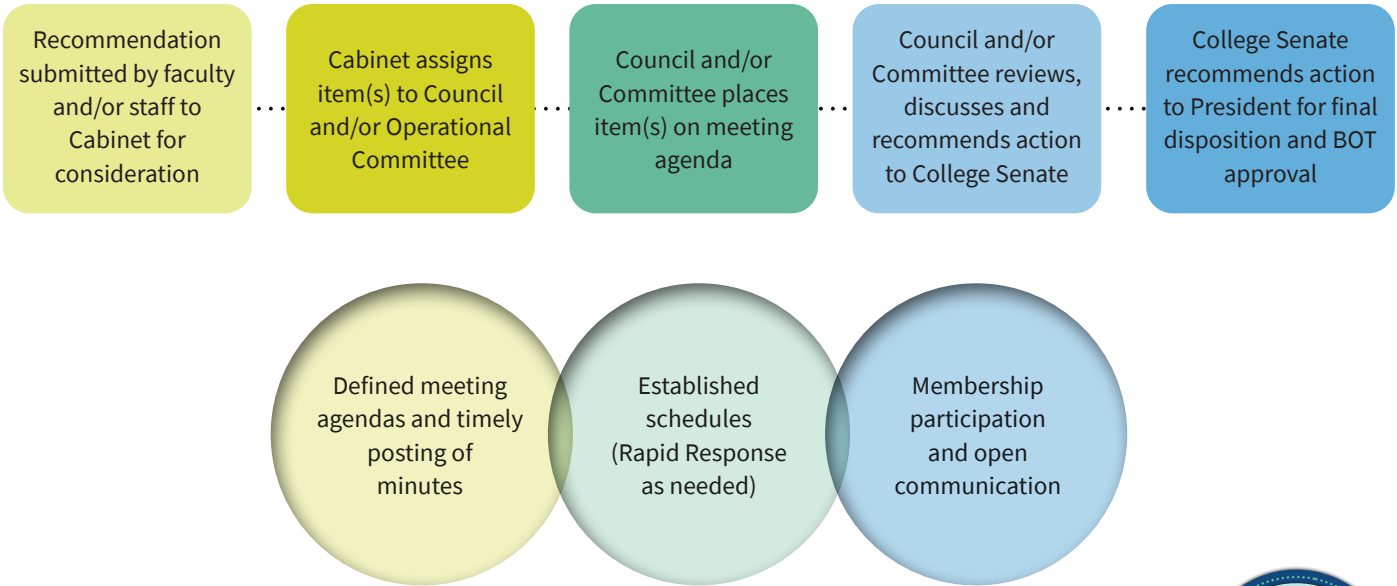 Recommendation
submitted by faculty
and/or staff to
Cabinet for
consideration
Cabinet assigns
item(s) to Council
and/or Operational
Committee
Council and/or
Committee places
item(s) on meeting
agenda
Council and/or
Committee reviews,
discusses and
recommends action
to College Senate
College Senate
recommends action
to President for final
disposition and BOT
approval
Defined meeting
agendas and timely
posting of
minutes
Established
schedules
(Rapid Response
as needed)
Membership
participation
and open
communication